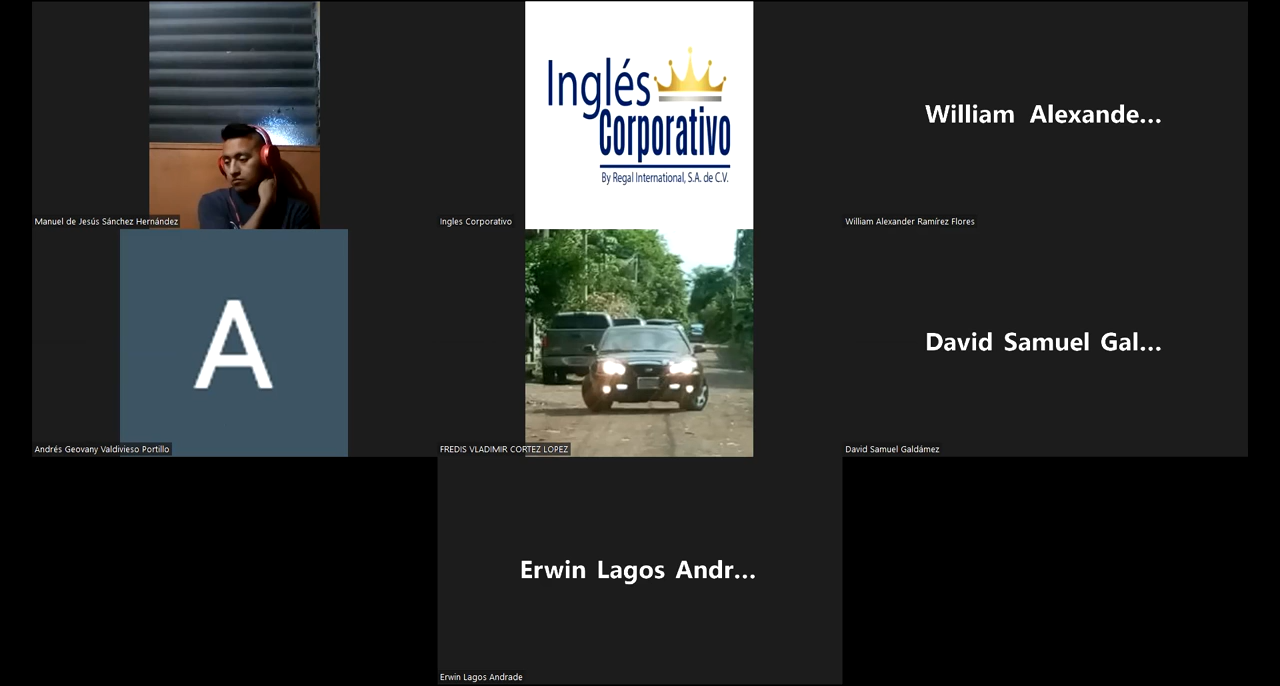 Inglés
Corporativo
By Regal International, S.A. de C.V.
William Alexande...
Manuel de Jesús Sánchez Hernández
Ingles Corporativo
William Alexander Ramírez Flores
A
David Samuel Gal...
Andrés Geovany Valdivieso Portillo
FREDIS VLADIMIR CORTEZ LOPEZ
David Samuel Galdámez
Erwin Lagos Andr...
Erwin Lagos Andrade